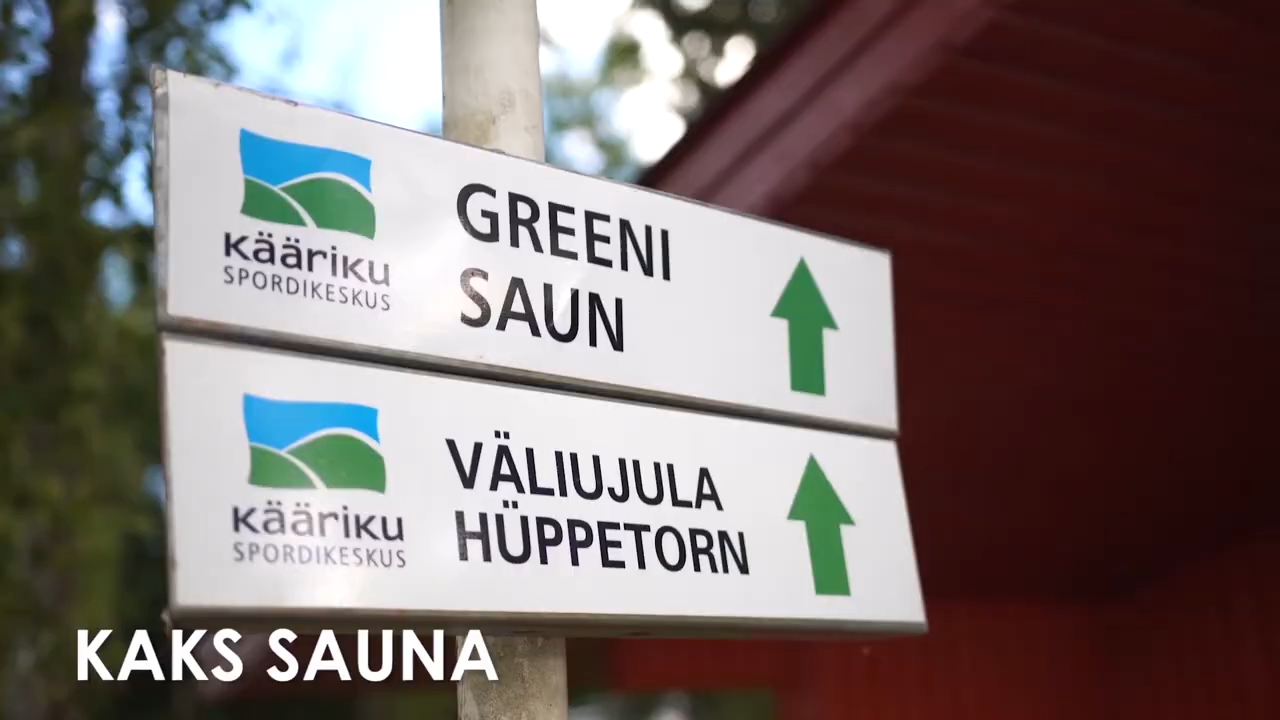 Kääriku
SPORDIKESKUS
GREENI
SAUN
Kääriku
SPORDIKESKUS
VÄLIUJULA
HÜPPETORN
KAKS SAUNA